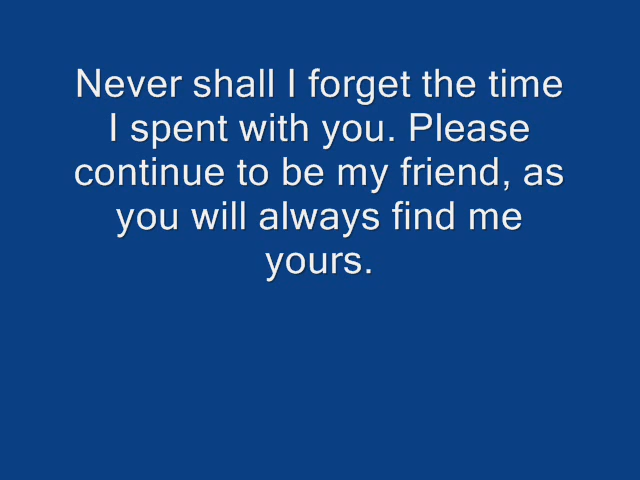 Never shall I forget the time
I spent with you. Please
continue to be my friend, as
you will always find me
yours.